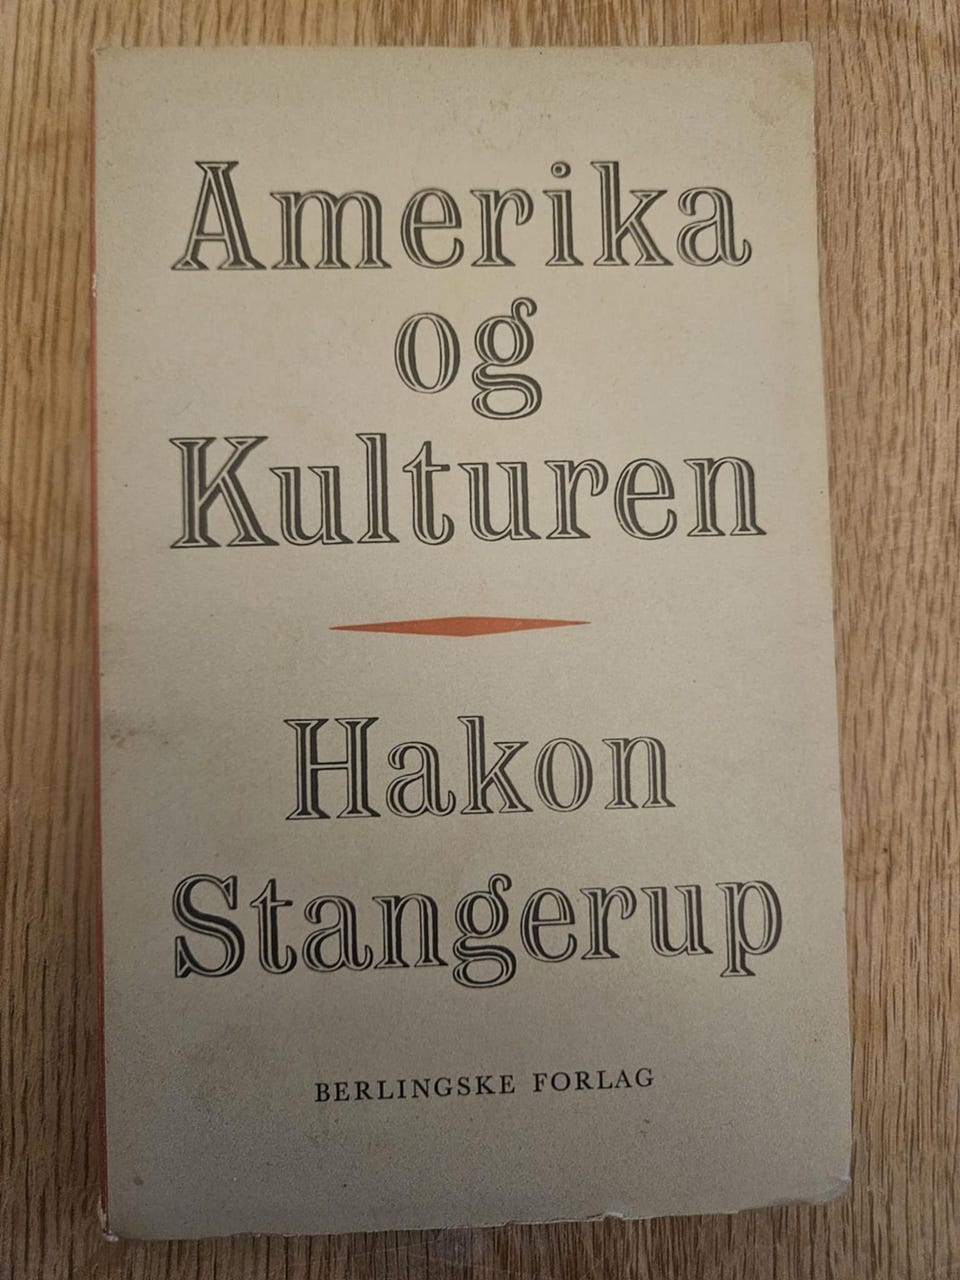 Amerika
og
Kulturen
Hakon
Stangerup
BERLINGSKE FORLAG